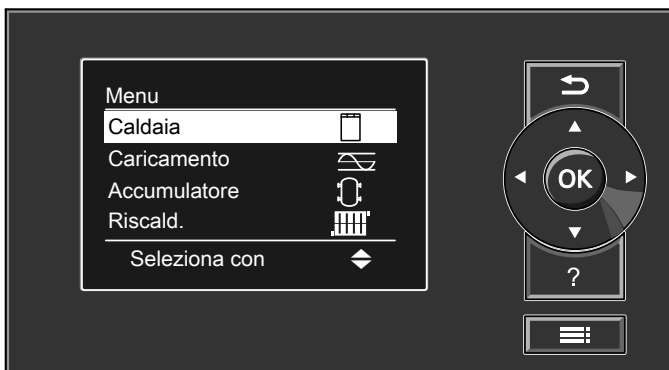 Menu
Caldaia
Caricamento
Accumulatore
Riscald.
Seleziona con
OK
?